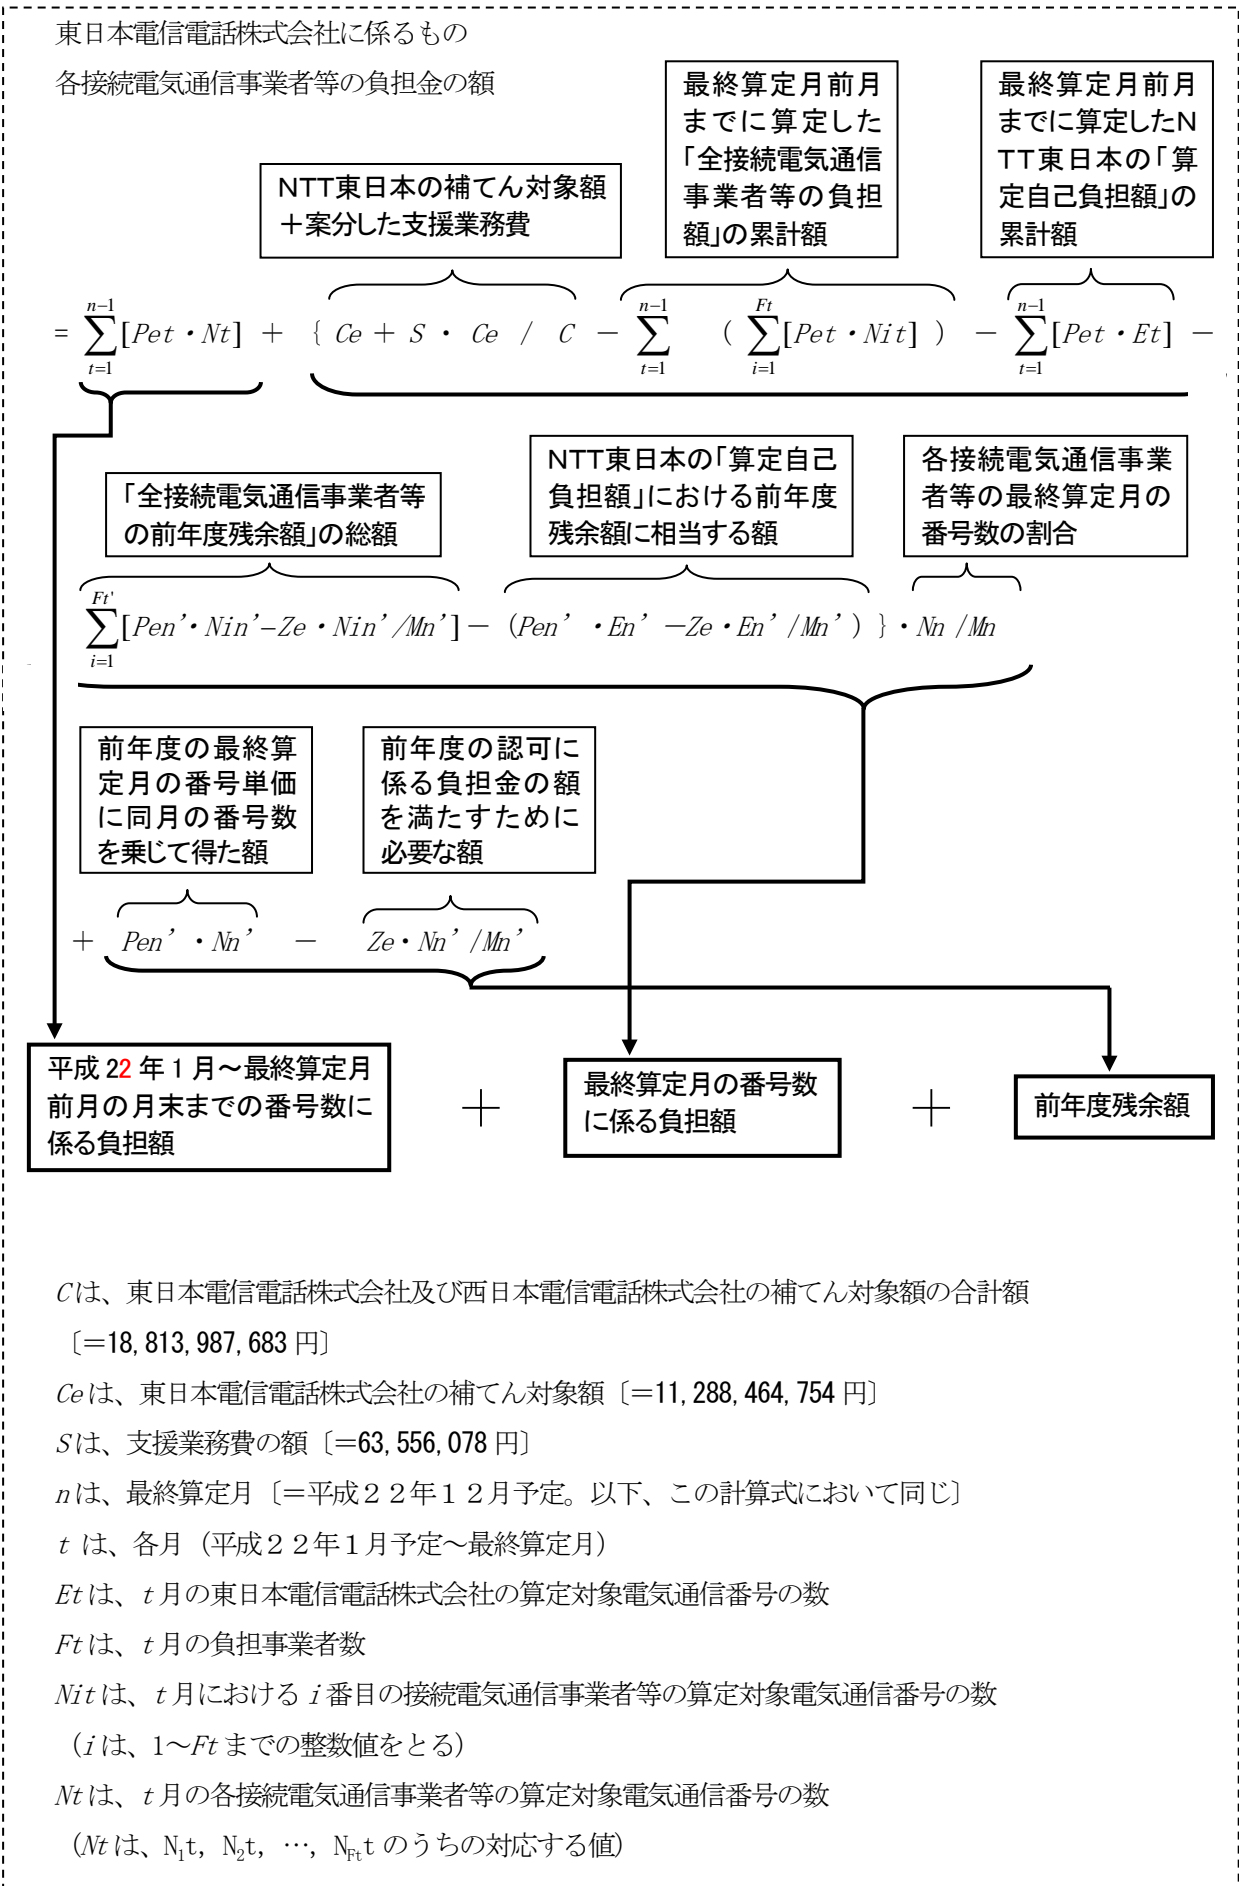 東日本電信電話株式会社に係るもの
各接続電気通信事業者等の負担金の額
NTT東日本の補てん対象額
+案分した支援業務費
最終算定月前月
までに算定した
「全接続電気通信
事業者等の負担
額」の累計額
最終算定月前月
までに算定したN
TT東日本の「算
定自己負担額」の
累計額
= \sum_{t=1}^{n-1}[Pet・Nt] + { Ce + S ・ Ce / C − \sum_{t=1}^{n-1} ( \sum_{i=1}^{Ft}[Pet・Nit] ) − \sum_{t=1}^{n-1}[Pet・Et] −
「全接続電気通信事業者等
の前年度残余額」の総額
NTT東日本の「算定自己
負担額」における前年度
残余額に相当する額
各接続電気通信事業
者等の最終算定月の
番号数の割合
\sum_{i=1}^{Ft'}[Pen’・Nin’−Ze・Nin’/Mn’]− (Pen’・En’−Ze・En’/Mn’) }・Nn/Mn
前年度の最終算
定月の番号単価
に同月の番号数
を乗じて得た額
前年度の認可に
係る負担金の額
を満たすために
必要な額
+ Pen’・Nn’ − Ze・Nn’/Mn’
平成22年1月~最終算定月
前月の月末までの番号数に
係る負担額
+
最終算定月の番号数
に係る負担額
+
前年度残余額
Cは、東日本電信電話株式会社及び西日本電信電話株式会社の補てん対象額の合計額
〔=18,813,987,683円〕
Ceは、東日本電信電話株式会社の補てん対象額〔=11,288,464,754円〕
Sは、支援業務費の額〔=63,556,078円〕
nは、最終算定月〔=平成22年12月予定。以下、この計算式において同じ〕
tは、各月(平成22年1月予定~最終算定月)
Etは、t月の東日本電信電話株式会社の算定対象電気通信番号の数
Ftは、t月の負担事業者数
Nitは、t月におけるi番目の接続電気通信事業者等の算定対象電気通信番号の数
(iは、1~Ftまでの整数値をとる)
Ntは、t月の各接続電気通信事業者等の算定対象電気通信番号の数
(Ntは、N₁t, N₂t, …, N_{Ft}tのうちの対応する値)